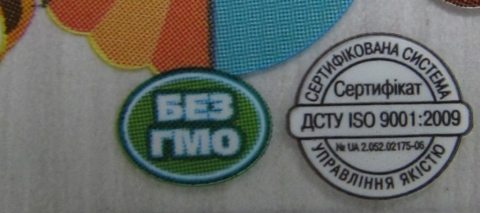 БЕЗ
ГМО
СЕРТИФІКОВАНА СИСТЕМА
Сертифікат
ДСТУ ISO 9001:2009
№ UA 2.052.02175-06
УПРАВЛІННЯ ЯКІСТЮ